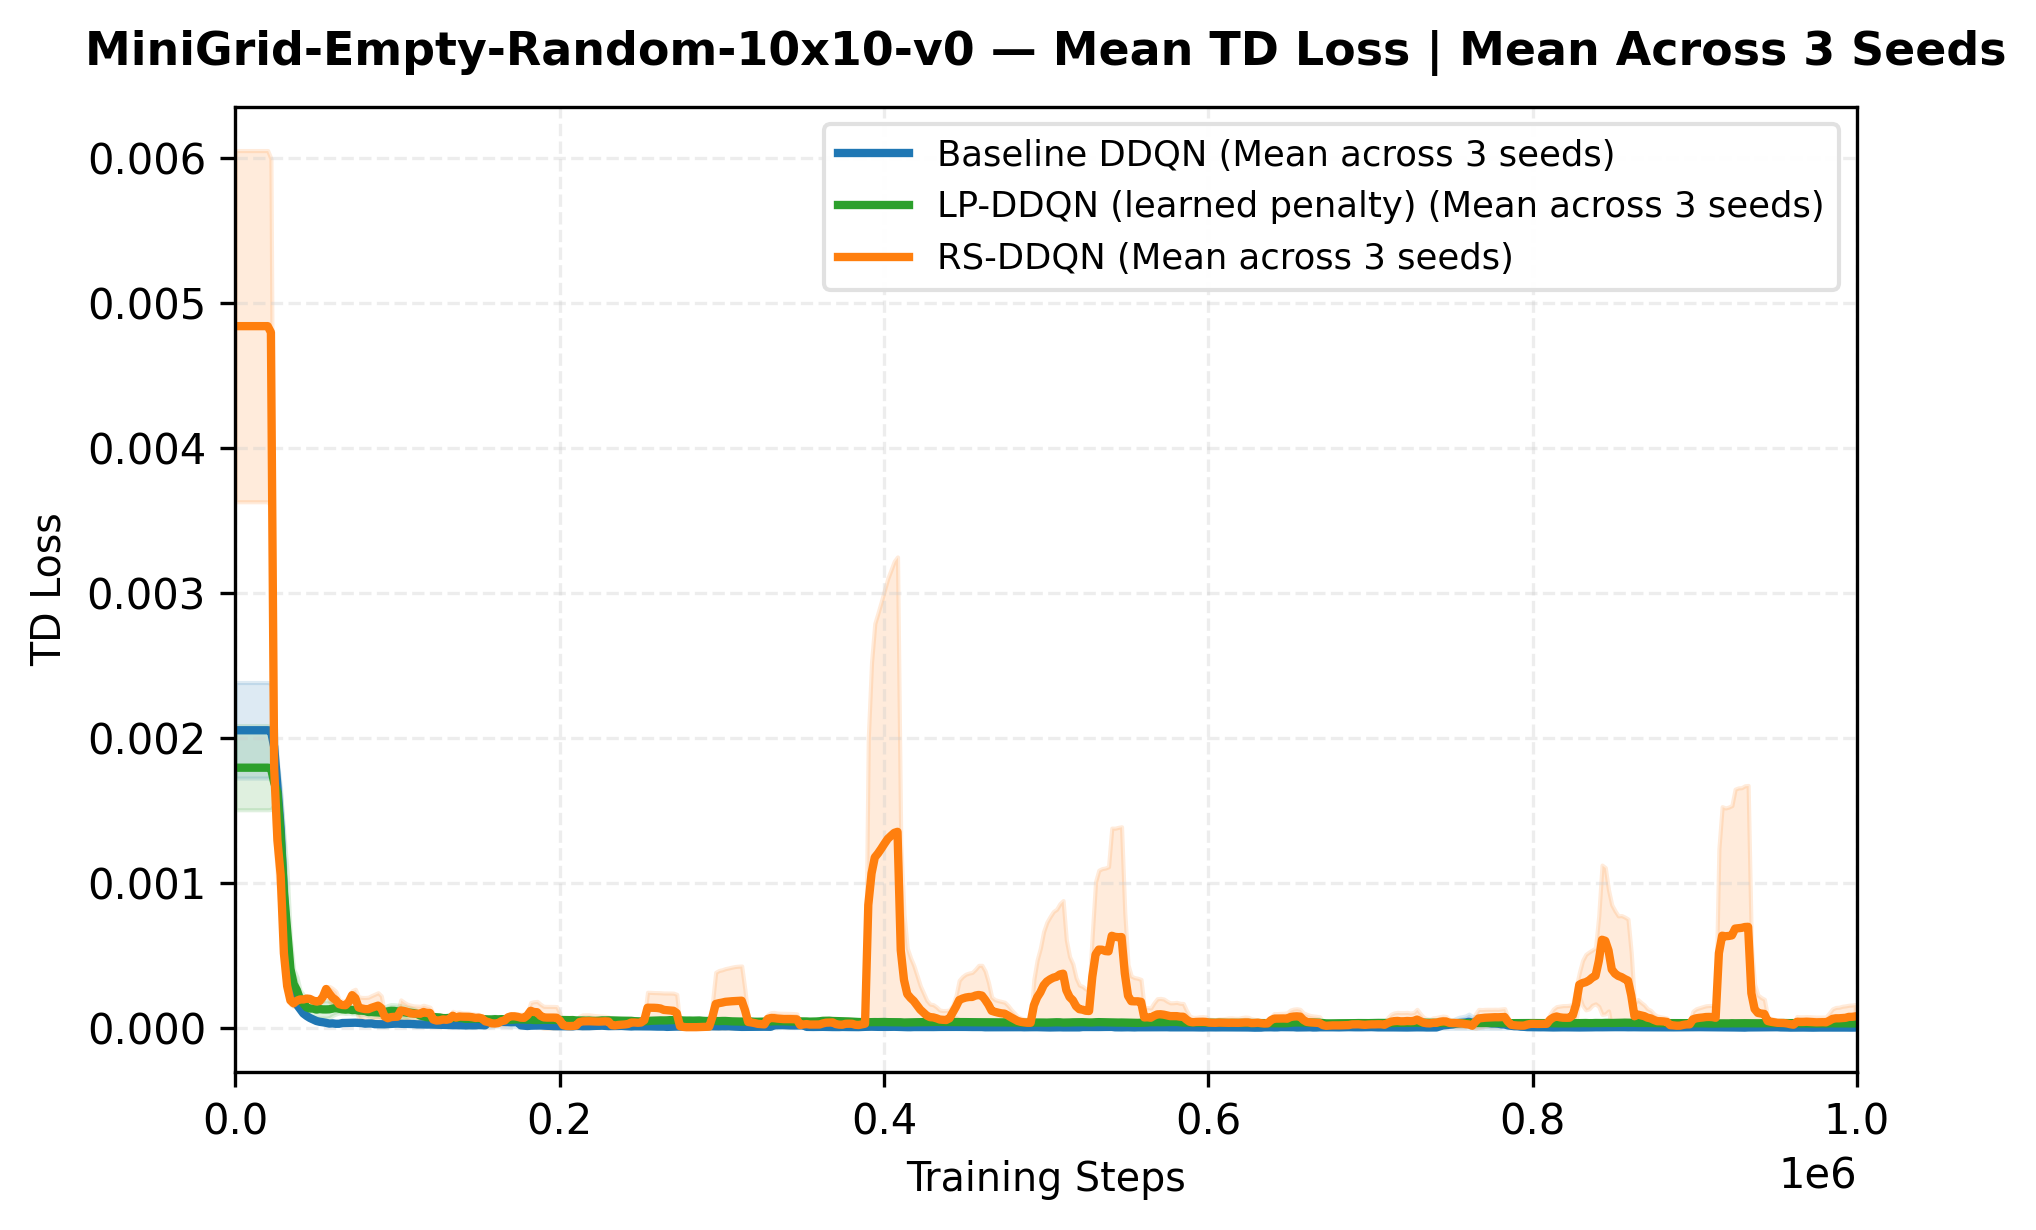 MiniGrid-Empty-Random-10x10-v0 — Mean TD Loss | Mean Across 3 Seeds
Baseline DDQN (Mean across 3 seeds)
LP-DDQN (learned penalty) (Mean across 3 seeds)
RS-DDQN (Mean across 3 seeds)
TD Loss
0.006
0.005
0.004
0.003
0.002
0.001
0.000
0.0 0.2 0.4 0.6 0.8 1.0
1e6
Training Steps